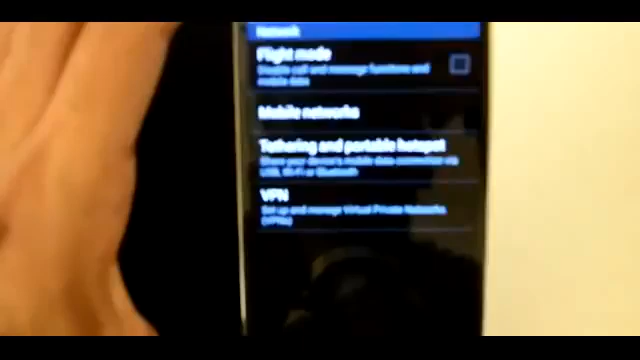 Network
Flight mode
Disable call and message functions and
mobile data
Mobile networks
Tethering and portable hotspot
Share your device's mobile data connection via
USB, Wi-Fi or Bluetooth
VPN
Set up and manage Virtual Private Networks
(VPNs)